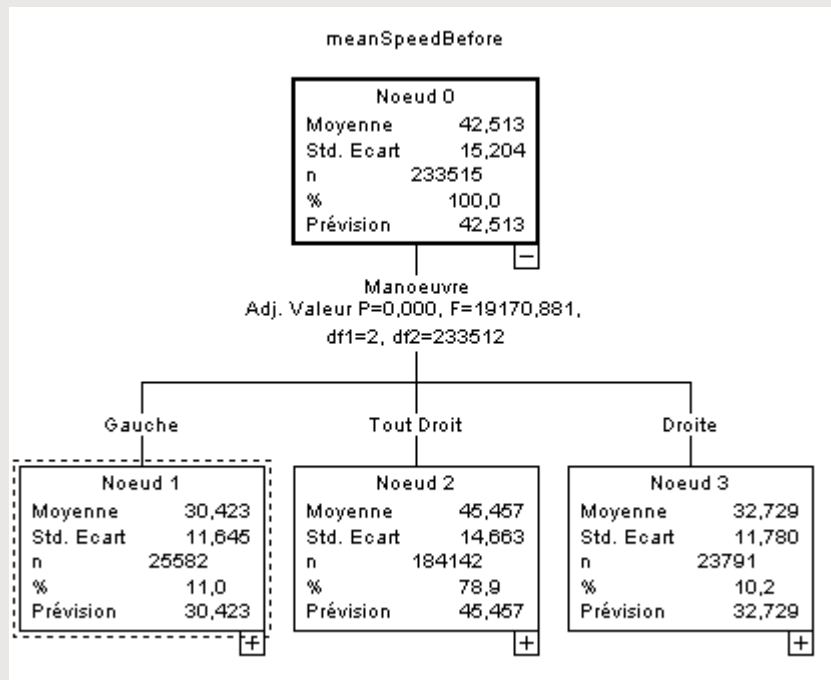 meanSpeedBefore
Noeud 0
Moyenne 42,513
Std. Ecart 15,204
n 233515
% 100,0
Prévision 42,513
Manoeuvre
Adj. Valeur P=0,000, F=19170,881,
df1=2, df2=233512
Gauche
Tout Droit
Droite
Noeud 1
Moyenne 30,423
Std. Ecart 11,645
n 25582
% 11,0
Prévision 30,423
Noeud 2
Moyenne 45,457
Std. Ecart 14,663
n 184142
% 78,9
Prévision 45,457
Noeud 3
Moyenne 32,729
Std. Ecart 11,780
n 23791
% 10,2
Prévision 32,729